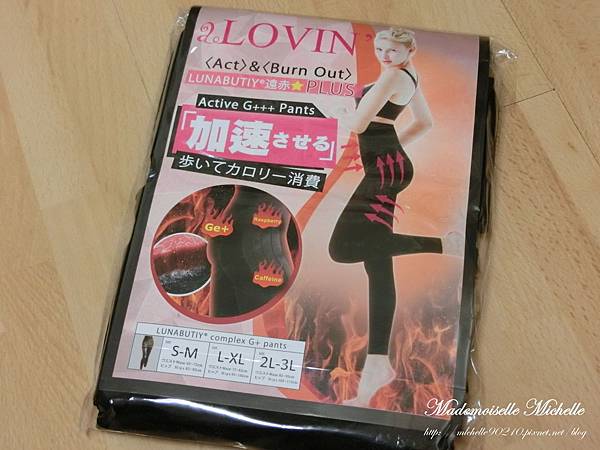 aLOVIN'
〈Act〉&〈Burn Out〉
LUNABUTIY®遠赤★PLUS
Active G+++ Pants
「加速させる」
歩いてカロリー消費
Ge+
Raspberry
Caffeine
LUNABUTIY® complex G+ pants
S-M L-XL 2L-3L
Mademoiselle Michelle
http://michelle90210.pixnet.net/blog